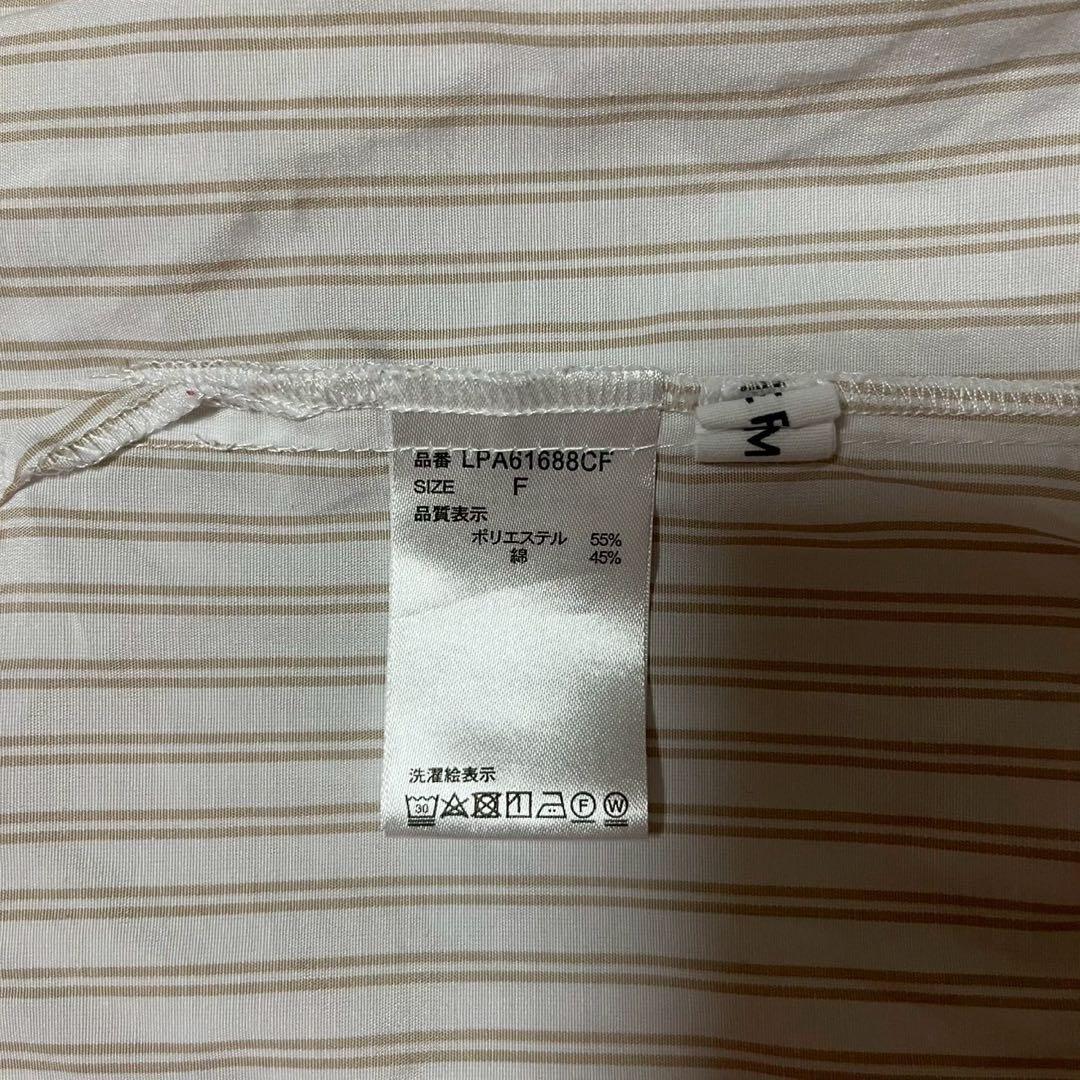 品番 LPA61688CF
SIZE F
品質表示
ポリエステル 55%
綿 45%
洗濯絵表示
30
F
W